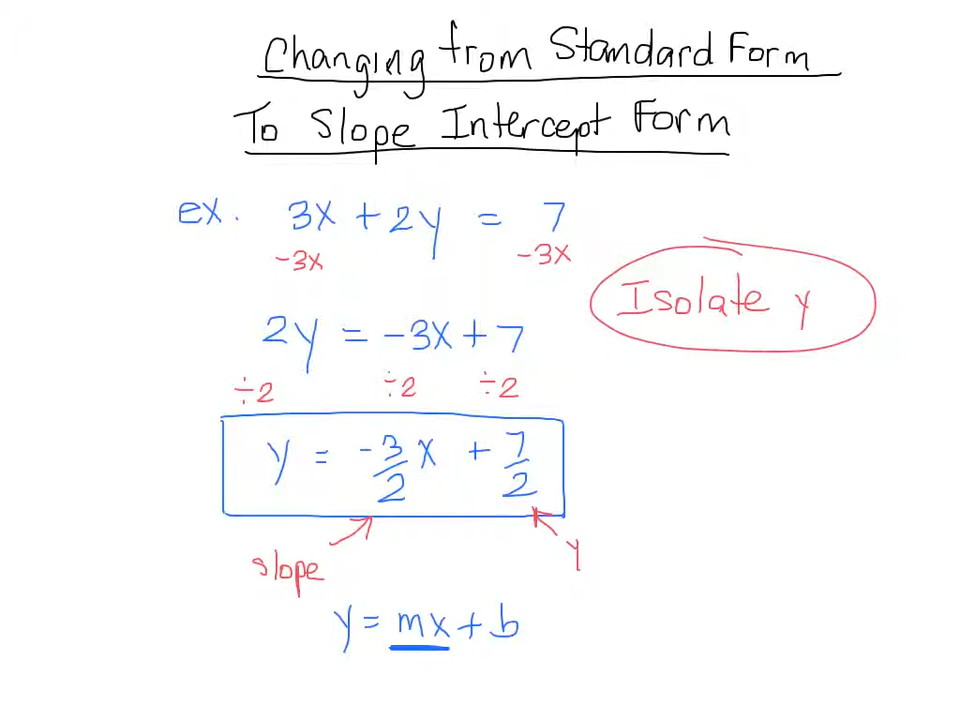 Changing from Standard Form
To Slope Intercept Form
ex. 3x + 2y = 7
-3x -3x
Isolate y
2y = -3x + 7
÷2 ÷2 ÷2
y = -3/2 x + 7/2
slope y
y = mx + b